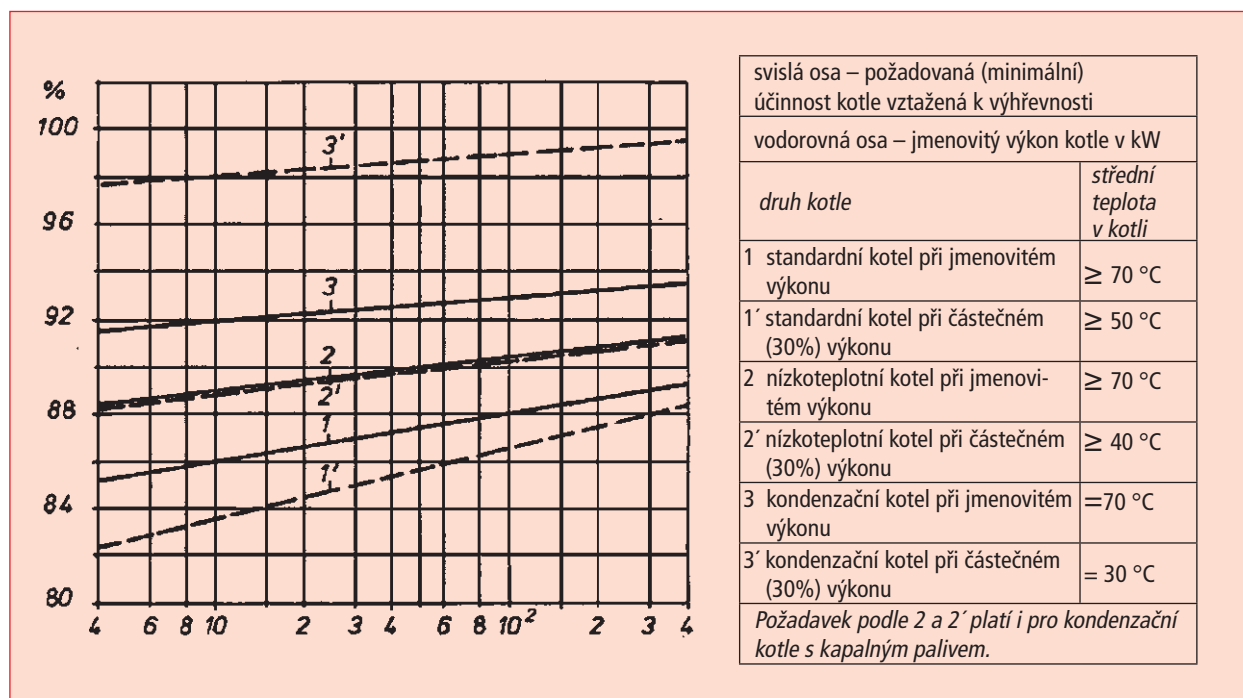 %
100
96
92
88
84
80
3'
3
2
2'
1
1'
4 6 8 10 2 3 4 6 8 10² 2 3 4
svislá osa – požadovaná (minimální)
účinnost kotle vztažená k výhřevnosti
vodorovná osa – jmenovitý výkon kotle v kW
druh kotle
střední
teplota
v kotli
1 standardní kotel při jmenovitém
výkonu
≥ 70 °C
1´ standardní kotel při částečném
(30%) výkonu
≥ 50 °C
2 nízkoteplotní kotel při jmenovi-
tém výkonu
≥ 70 °C
2´ nízkoteplotní kotel při částečném
(30%) výkonu
≥ 40 °C
3 kondenzační kotel při jmenovitém
výkonu
=70 °C
3´ kondenzační kotel při částečném
(30%) výkonu
= 30 °C
Požadavek podle 2 a 2´ platí i pro kondenzační
kotle s kapalným palivem.